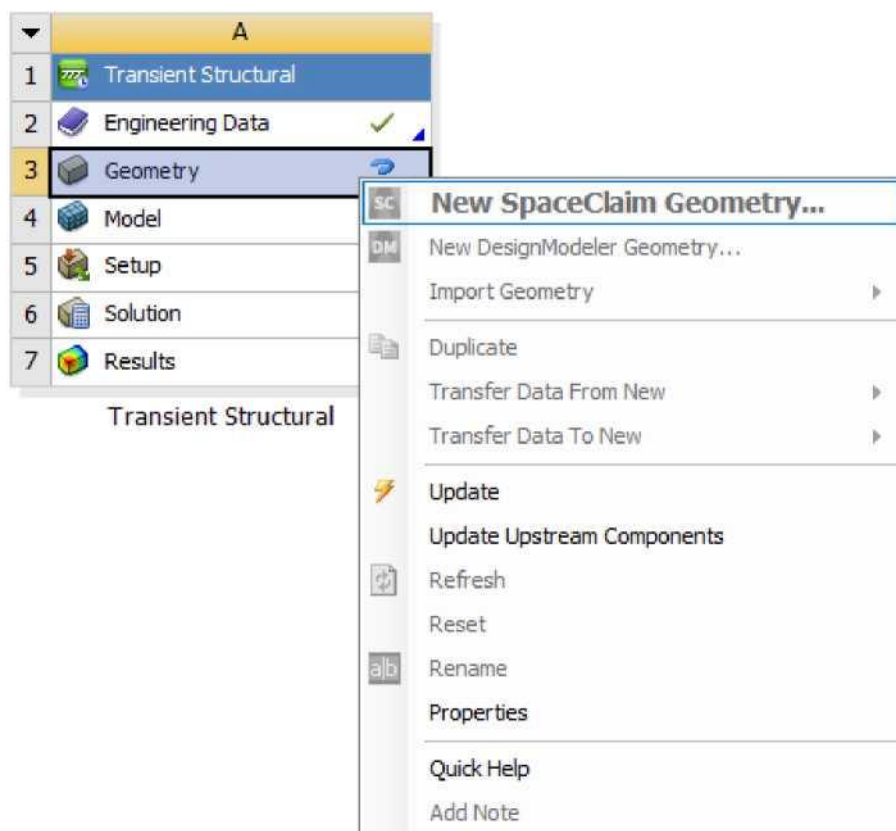 A
1 Transient Structural
2 Engineering Data
3 Geometry
4 Model
5 Setup
6 Solution
7 Results
Transient Structural
SC New SpaceClaim Geometry...
DM New DesignModeler Geometry...
Import Geometry
Duplicate
Transfer Data From New
Transfer Data To New
Update
Update Upstream Components
Refresh
Reset
a|b Rename
Properties
Quick Help
Add Note